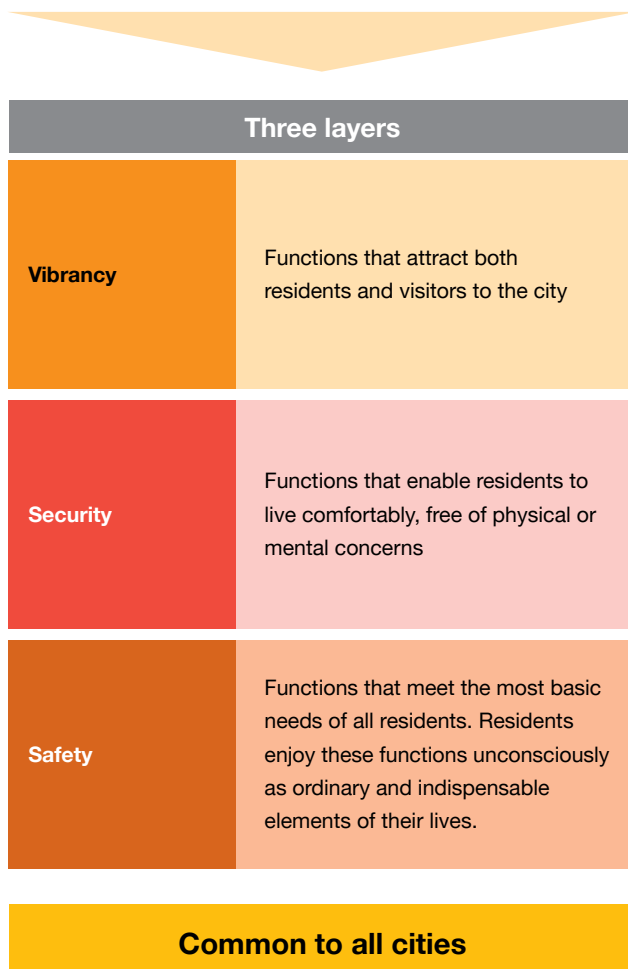 Three layers
Vibrancy
Functions that attract both
residents and visitors to the city
Security
Functions that enable residents to
live comfortably, free of physical or
mental concerns
Safety
Functions that meet the most basic
needs of all residents. Residents
enjoy these functions unconsciously
as ordinary and indispensable
elements of their lives.
Common to all cities